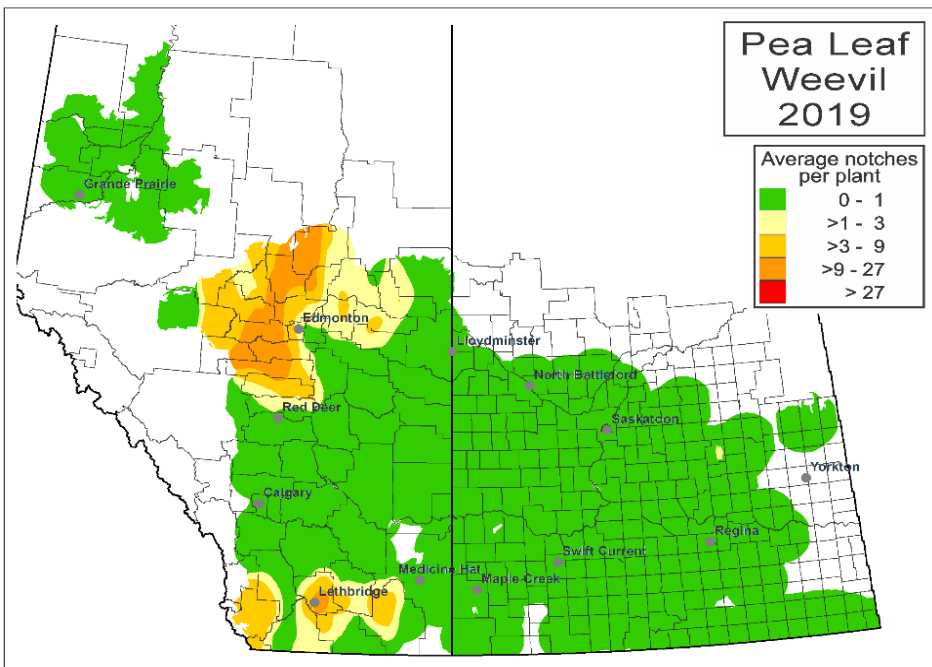 Pea Leaf
Weevil
2019
Average notches
per plant
0 - 1
>1 - 3
>3 - 9
>9 - 27
> 27
Grande Prairie
Edmonton
Lloydminster
North Battleford
Red Deer
Saskatoon
Yorkton
Calgary
Regina
Swift Current
Medicine Hat
Maple Creek
Lethbridge